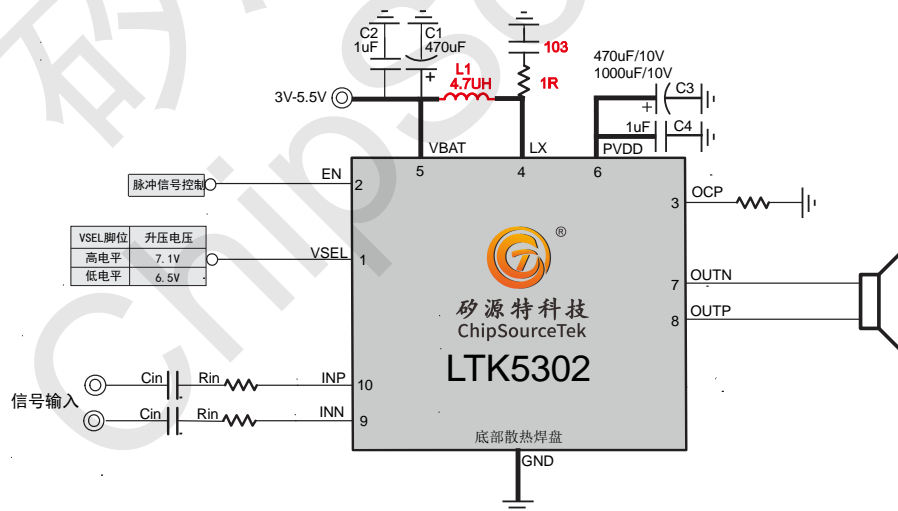 C2
1uF
C1
470uF
103
1R
L1
4.7UH
470uF/10V
1000uF/10V
C3
1uF
C4
3V-5.5V
VBAT
LX
PVDD
5
4
6
EN
2
脉冲信号控制
3
OCP
VSEL脚位 升压电压
高电平 7.1V
低电平 6.5V
VSEL
1
®
矽源特科技
ChipSourceTek
LTK5302
7
OUTN
8
OUTP
信号输入
Cin
Rin
INP
10
Cin
Rin
INN
9
底部散热焊盘
GND